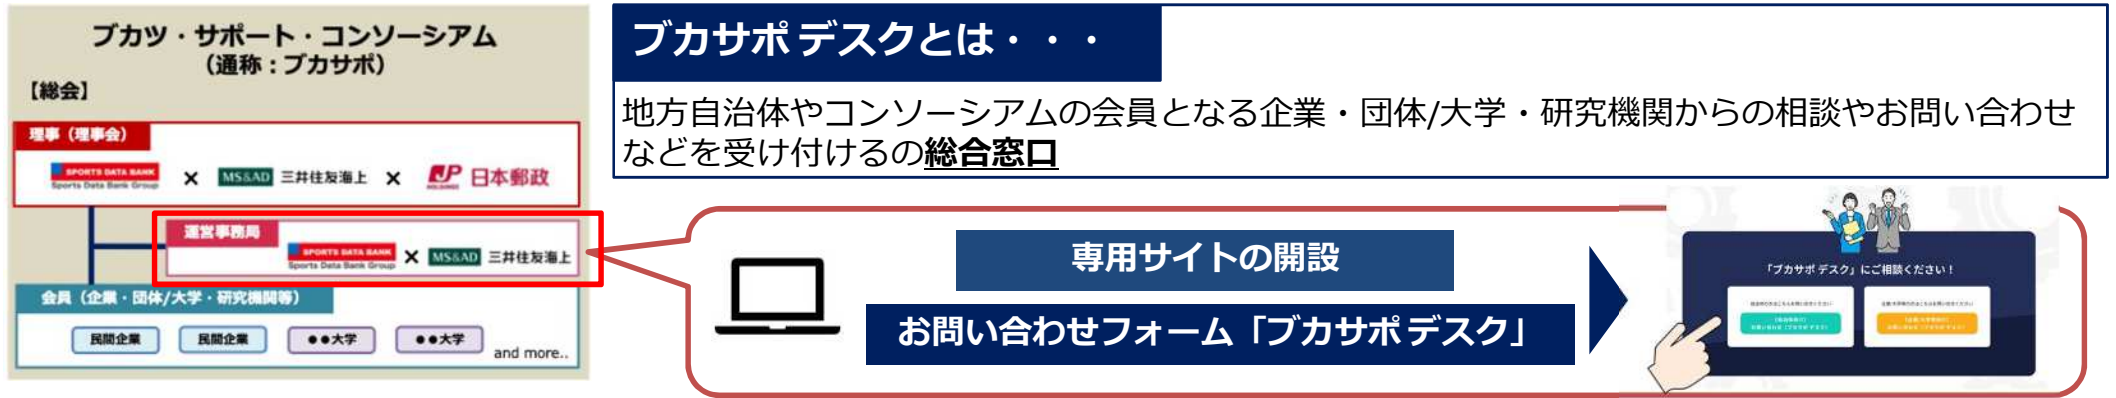 ブカツ・サポート・コンソーシアム
（通称：ブカサポ）
【総会】
理事（理事会）
SPORTS DATA BANK
Sports Data Bank Group
×
MS&AD 三井住友海上
×
JP HOLDINGS 日本郵政
運営事務局
SPORTS DATA BANK
Sports Data Bank Group
×
MS&AD 三井住友海上
会員（企業・団体/大学・研究機関等）
民間企業
民間企業
●●大学
●●大学
and more..
ブカサポデスクとは・・・
地方自治体やコンソーシアムの会員となる企業・団体/大学・研究機関からの相談やお問い合わせ
などを受け付けるの総合窓口
専用サイトの開設
お問い合わせフォーム「ブカサポデスク」
「ブカサポデスク」にご相談ください！